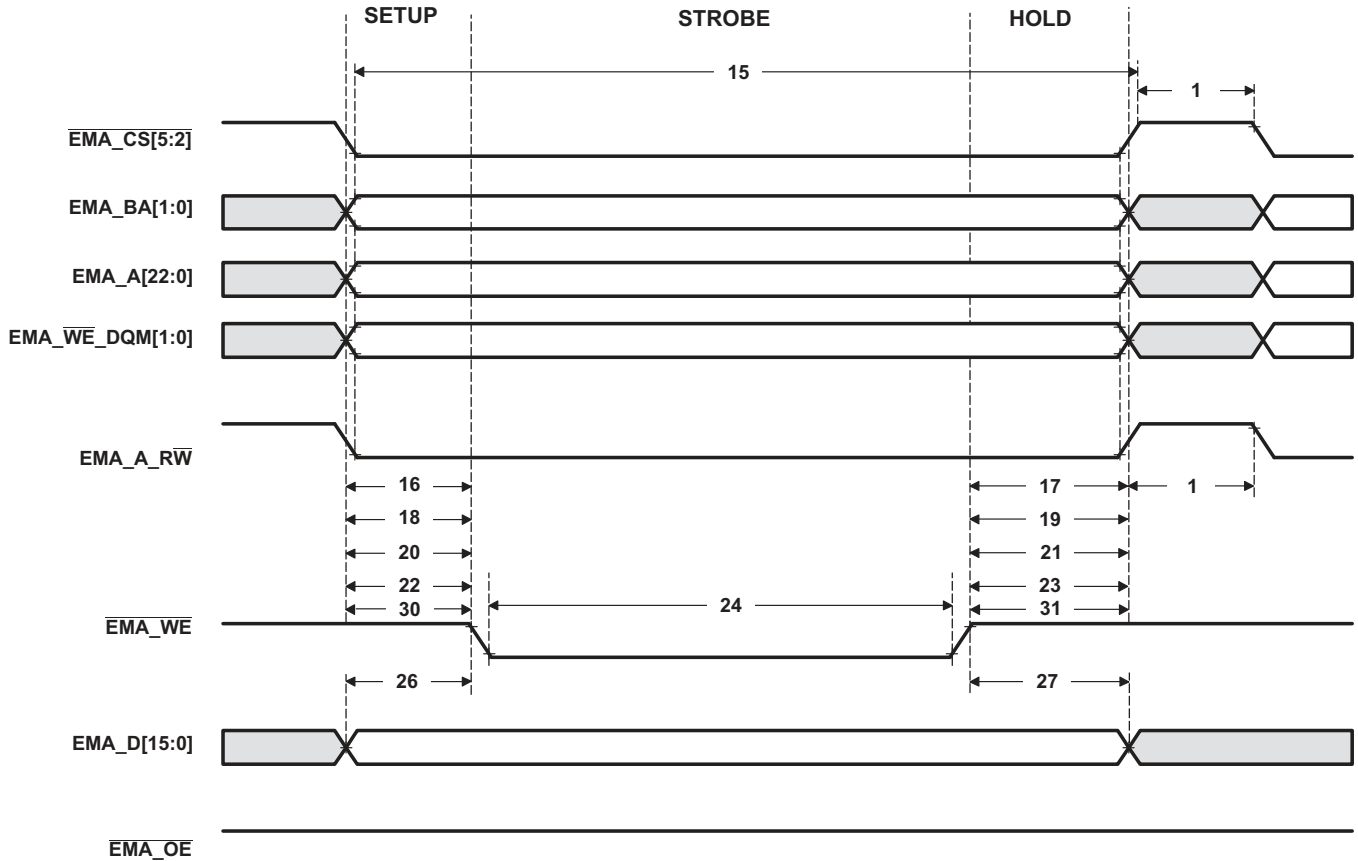 SETUP STROBE HOLD
15
1
EMA_CS[5:2]
EMA_BA[1:0]
EMA_A[22:0]
EMA_WE_DQM[1:0]
EMA_A_RW
16 17 1
18 19
20 21
22 23
24
30 31
EMA_WE
26 27
EMA_D[15:0]
EMA_OE